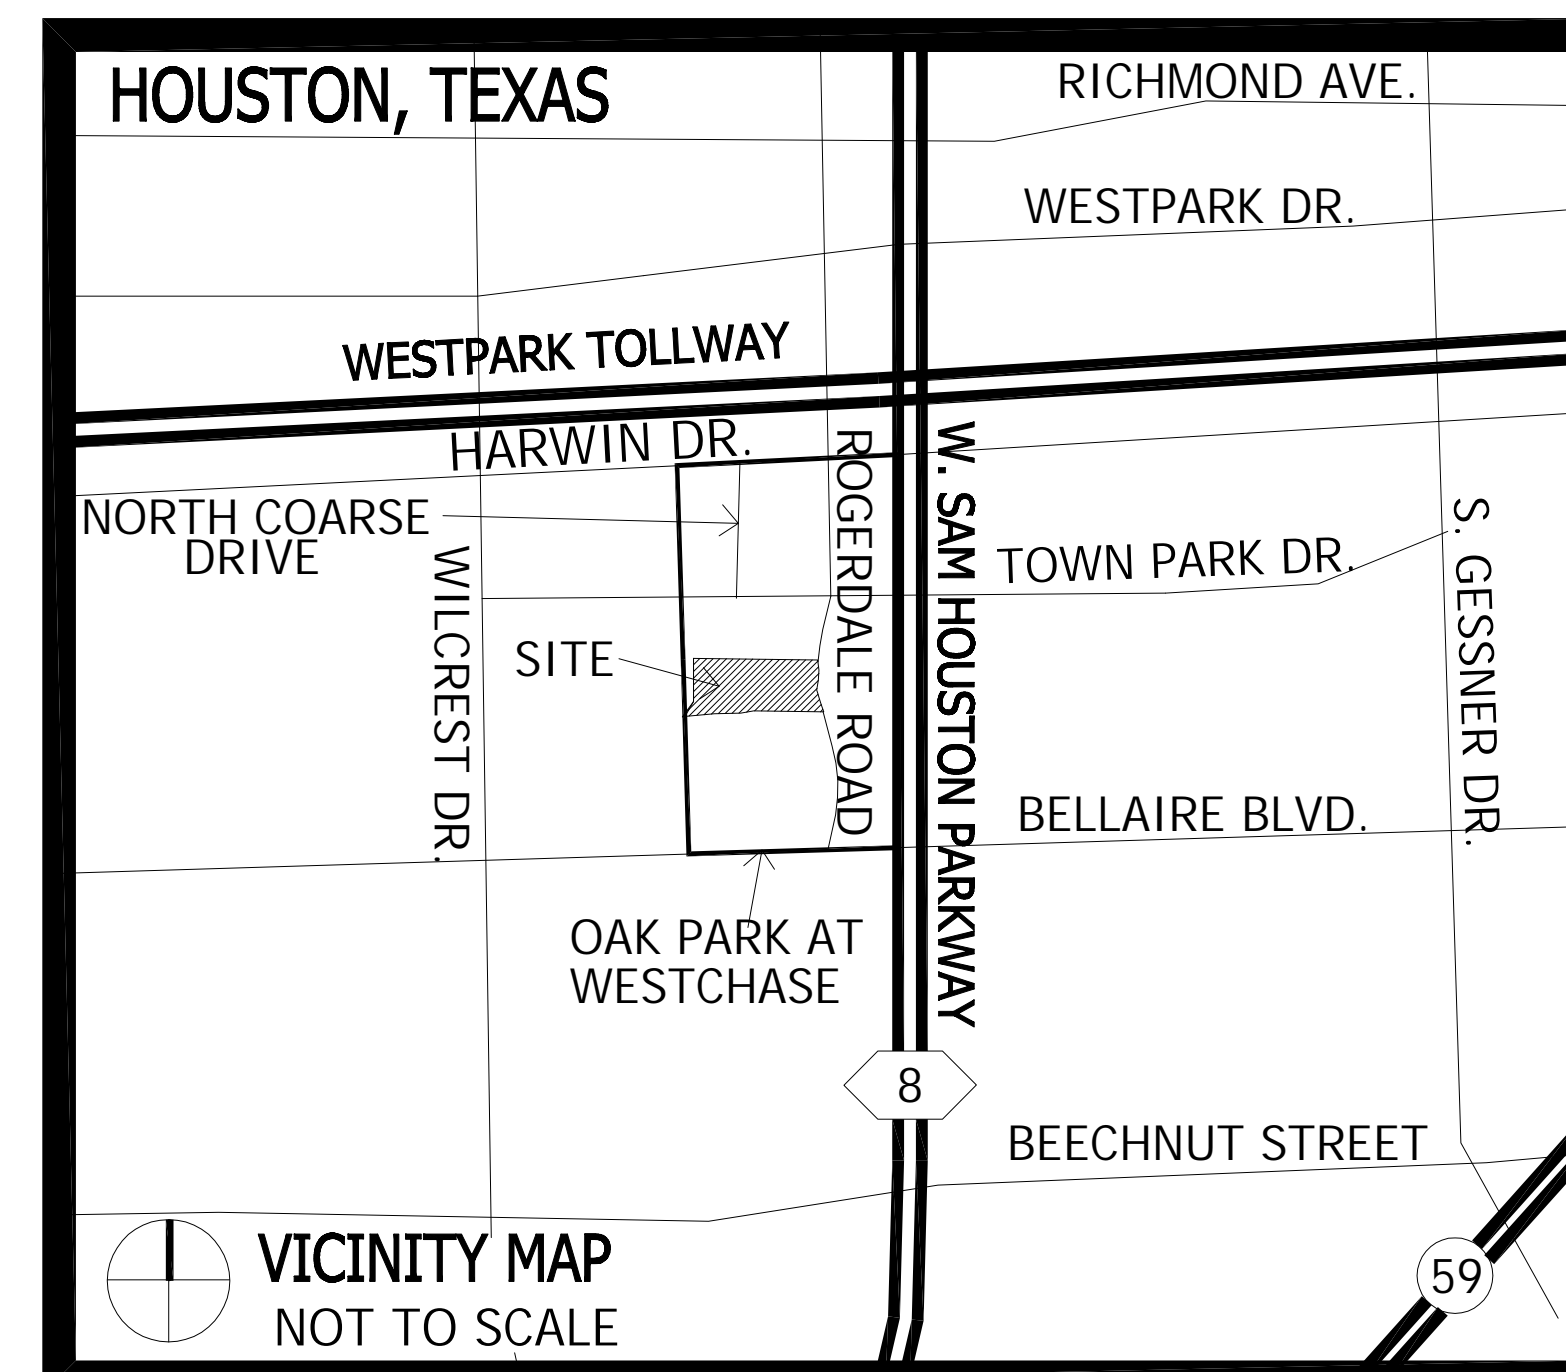 HOUSTON, TEXAS
RICHMOND AVE.
WESTPARK DR.
WESTPARK TOLLWAY
HARWIN DR.
ROGERDALE ROAD
W. SAM HOUSTON PARKWAY
NORTH COARSE
DRIVE
WILCREST DR.
TOWN PARK DR.
S. GESSNER DR.
SITE
BELLAIRE BLVD.
OAK PARK AT
WESTCHASE
8
BEECHNUT STREET
VICINITY MAP
NOT TO SCALE
59